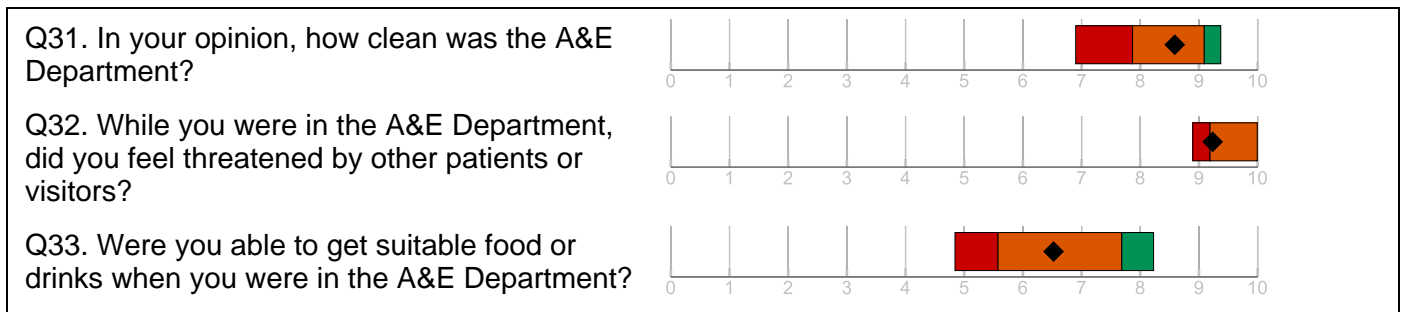 Q31. In your opinion, how clean was the A&E
Department?
0 1 2 3 4 5 6 7 8 9 10
Q32. While you were in the A&E Department,
did you feel threatened by other patients or
visitors?
0 1 2 3 4 5 6 7 8 9 10
Q33. Were you able to get suitable food or
drinks when you were in the A&E Department?
0 1 2 3 4 5 6 7 8 9 10